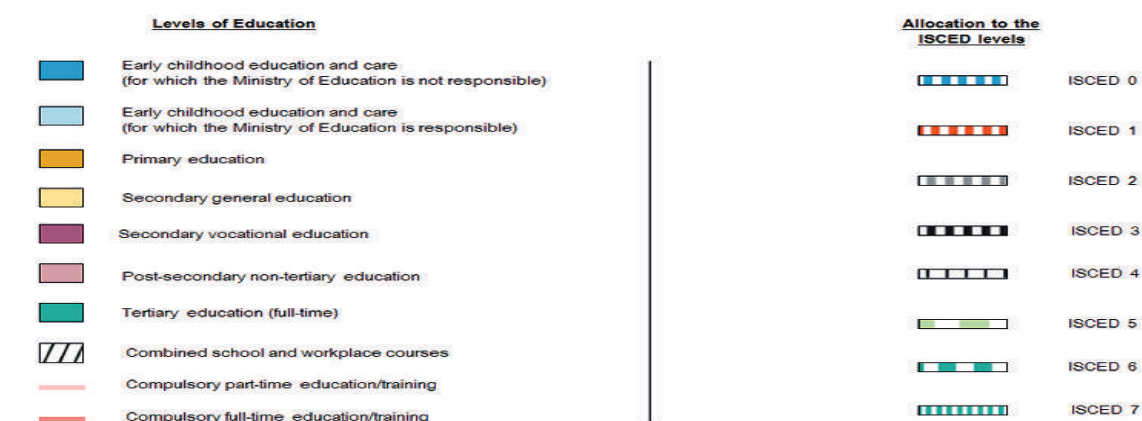 Levels of Education
Early childhood education and care
(for which the Ministry of Education is not responsible)
Early childhood education and care
(for which the Ministry of Education is responsible)
Primary education
Secondary general education
Secondary vocational education
Post-secondary non-tertiary education
Tertiary education (full-time)
Combined school and workplace courses
Compulsory part-time education/training
Compulsory full-time education/training
Allocation to the
ISCED levels
ISCED 0
ISCED 1
ISCED 2
ISCED 3
ISCED 4
ISCED 5
ISCED 6
ISCED 7